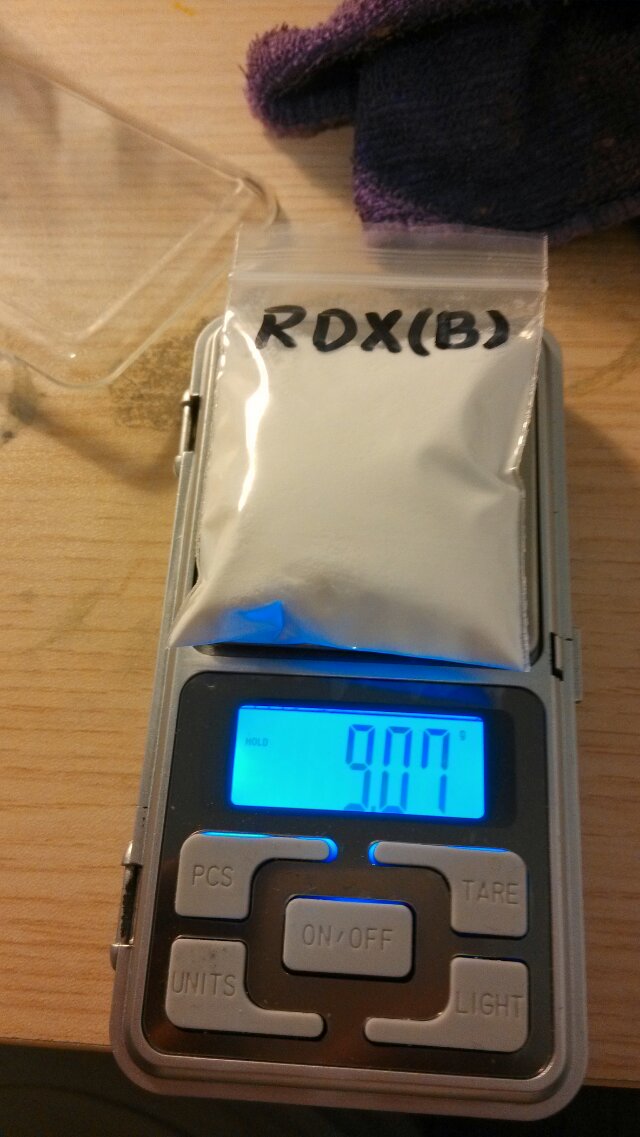 RDX(B)
HOLD
9.07 g
PCS
TARE
ON/OFF
UNITS
LIGHT